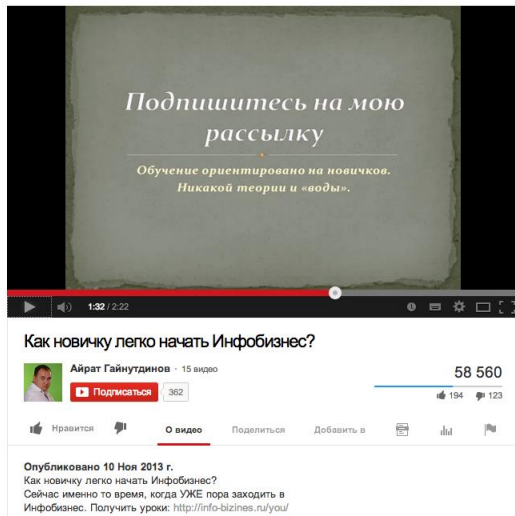 Подпишитесь на мою
рассылку
Обучение ориентировано на новичков.
Никакой теории и «воды».
1:32 / 2:22
Как новичку легко начать Инфобизнес?
Айрат Гайнутдинов · 15 видео
Подписаться 362
58 560
194 123
Нравится О видео Поделиться Добавить в
Опубликовано 10 Ноя 2013 г.
Как новичку легко начать Инфобизнес?
Сейчас именно то время, когда УЖЕ пора заходить в
Инфобизнес. Получить уроки: http://info-bizines.ru/you/